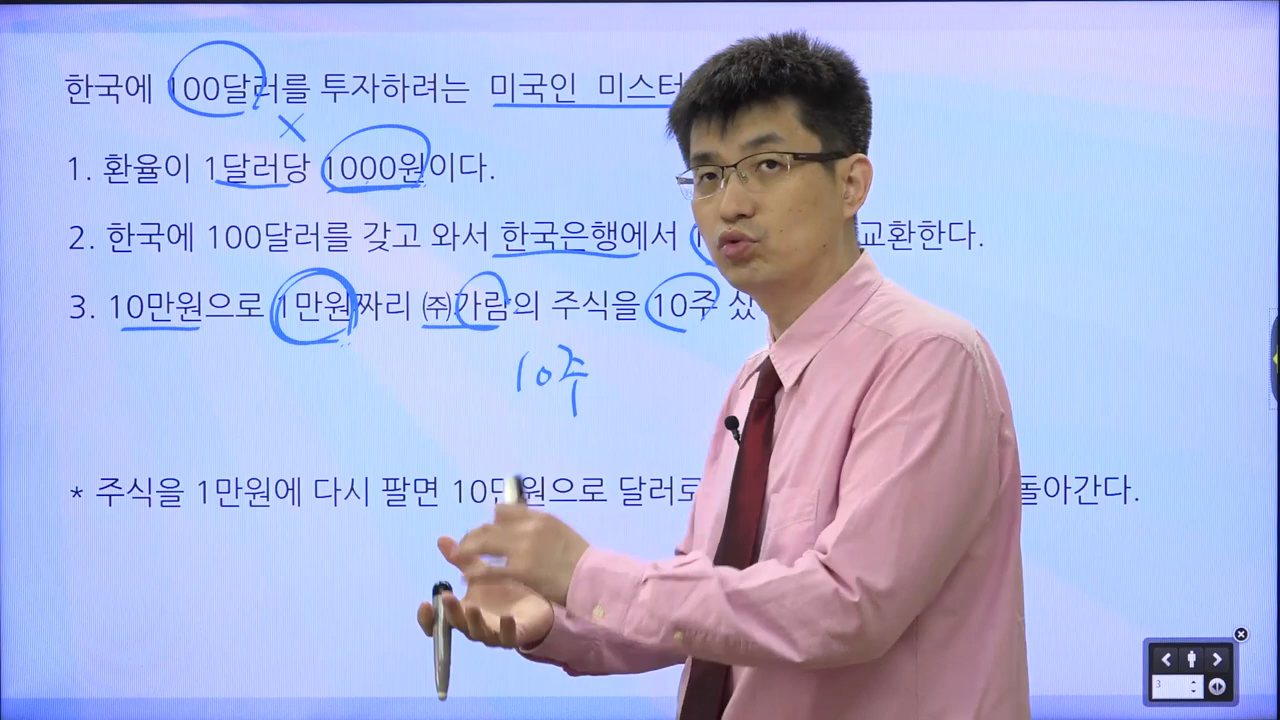 한국에 100달러를 투자하려는 미국인 미스터
1. 환율이 1달러당 1000원이다.
2. 한국에 100달러를 갖고 와서 한국은행에서 교환한다.
3. 10만원으로 1만원짜리 ㈜가람의 주식을 10주 샀
10주
* 주식을 1만원에 다시 팔면 10만원으로 달러로 돌아간다.
3